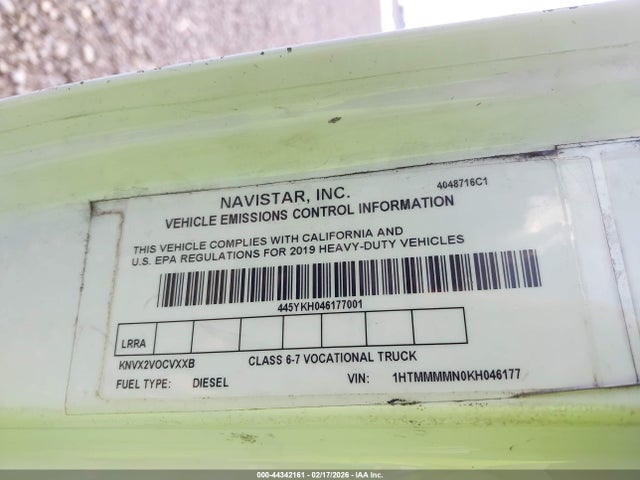 NAVISTAR, INC.
4048716C1
VEHICLE EMISSIONS CONTROL INFORMATION
THIS VEHICLE COMPLIES WITH CALIFORNIA AND
U.S. EPA REGULATIONS FOR 2019 HEAVY-DUTY VEHICLES
445YKH046177001
LRRA
KNVX2VOCVXXB CLASS 6-7 VOCATIONAL TRUCK
FUEL TYPE: DIESEL VIN: 1HTMMMMN0KH046177
000-44342161 - 02/17/2026 - IAA Inc.